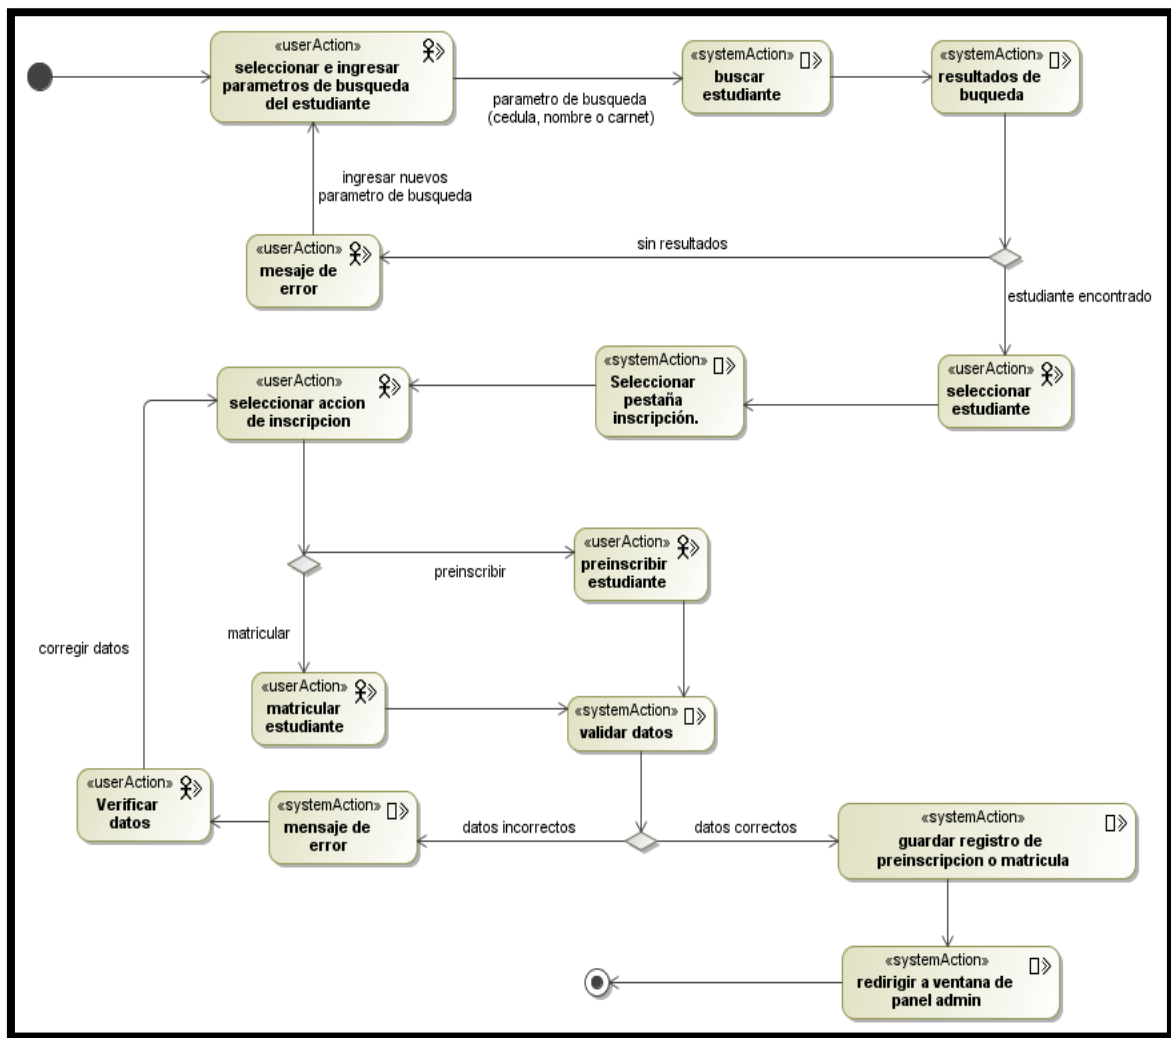 «userAction»
seleccionar e ingresar
parametros de busqueda
del estudiante
parametro de busqueda
(cedula, nombre o carnet)
«systemAction»
buscar
estudiante
«systemAction»
resultados de
buqueda
ingresar nuevos
parametro de busqueda
«userAction»
mesaje de
error
sin resultados
estudiante encontrado
«userAction»
seleccionar
estudiante
«systemAction»
Seleccionar
pestaña
inscripción.
«userAction»
seleccionar accion
de inscripcion
preinscribir
«userAction»
preinscribir
estudiante
matricular
corregir datos
«userAction»
matricular
estudiante
«systemAction»
validar datos
«userAction»
Verificar
datos
«systemAction»
mensaje de
error
datos incorrectos
datos correctos
«systemAction»
guardar registro de
preinscripcion o matricula
«systemAction»
redirigir a ventana de
panel admin